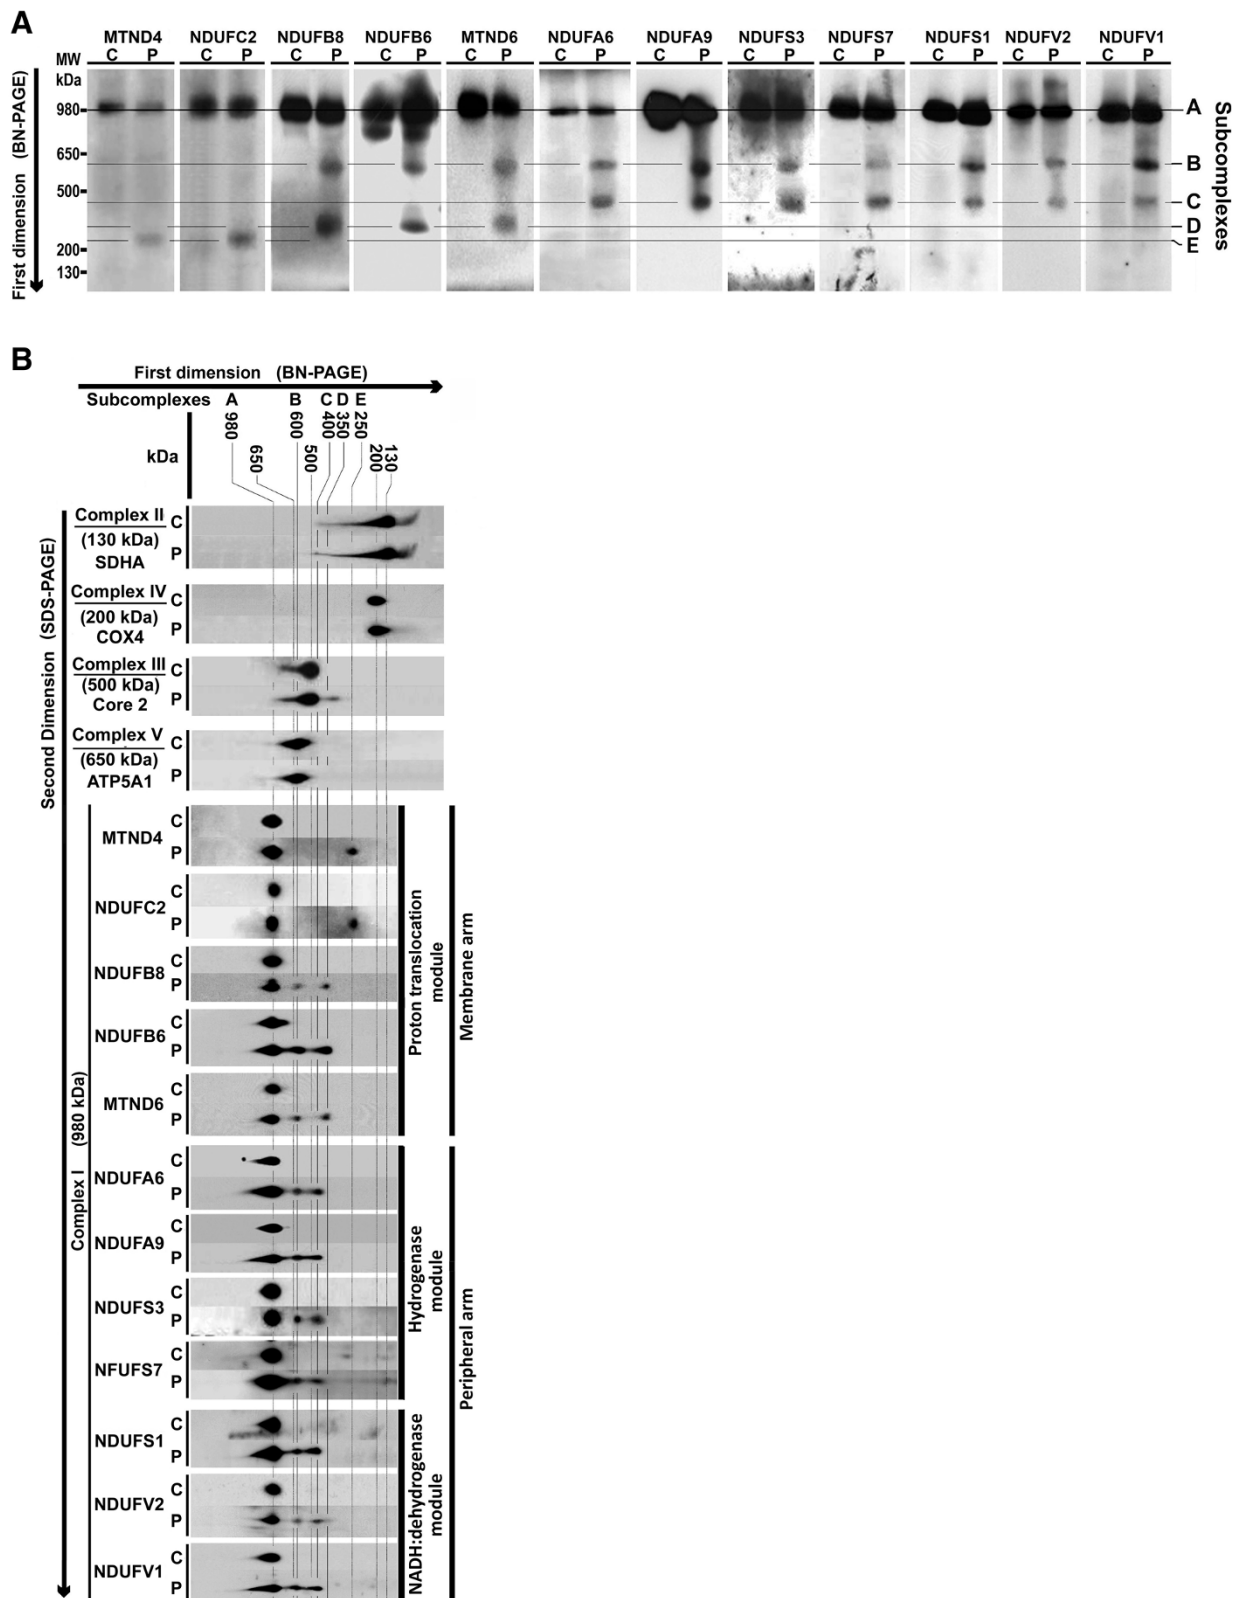 A
MTND4 NDUFC2 NDUFB8 NDUFB6 MTND6 NDUFA6 NDUFA9 NDUFS3 NDUFS7 NDUFS1 NDUFV2 NDUFV1
MW C P C P C P C P C P C P C P C P C P C P C P C P
kDa
980
650
500
200
130
First dimension (BN-PAGE)
A
B
C
D
E
Subcomplexes
B
First dimension (BN-PAGE)
Subcomplexes A B C D E
980 600 400 350 250
kDa 650 500 200 130
Second Dimension (SDS-PAGE)
Complex II C
(130 kDa)
SDHA P
Complex IV C
(200 kDa)
COX4 P
Complex III C
(500 kDa)
Core 2 P
Complex V C
(650 kDa)
ATP5A1 P
Complex I (980 kDa)
MTND4 C
P
NDUFC2 C
P
NDUFB8 C
P
NDUFB6 C
P
MTND6 C
P
Proton translocation
module
Membrane arm
NDUFA6 C
P
NDUFA9 C
P
NDUFS3 C
P
NFUFS7 C
P
Hydrogenase
module
NDUFS1 C
P
NDUFV2 C
P
NDUFV1 C
P
NADH:dehydrogenase
module
Peripheral arm